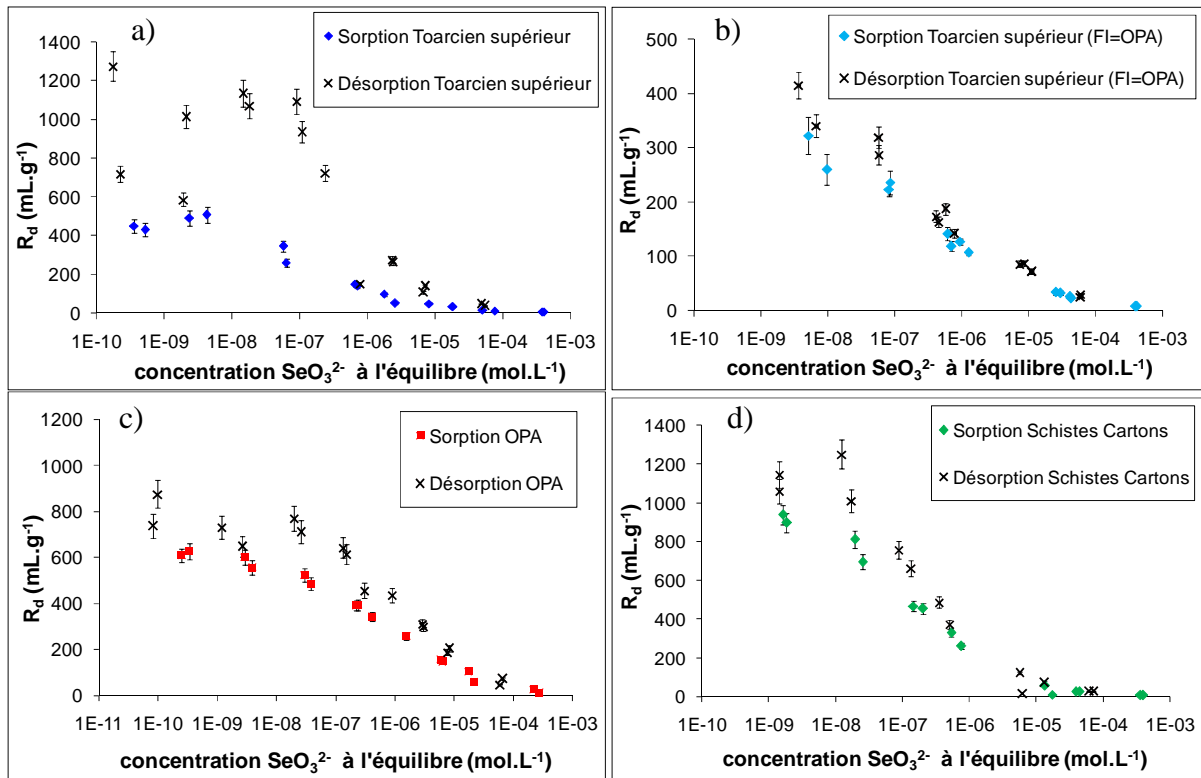 a)
Sorption Toarcien supérieur
Désorption Toarcien supérieur
1400
1200
1000
800
600
400
200
0
R_d (mL.g⁻¹)
1E-10 1E-09 1E-08 1E-07 1E-06 1E-05 1E-04 1E-03
concentration SeO₃²⁻ à l'équilibre (mol.L⁻¹)
b)
Sorption Toarcien supérieur (FI=OPA)
Désorption Toarcien supérieur (FI=OPA)
500
400
300
200
100
0
R_d (mL.g⁻¹)
1E-10 1E-09 1E-08 1E-07 1E-06 1E-05 1E-04 1E-03
concentration SeO₃²⁻ à l'équilibre (mol.L⁻¹)
c)
Sorption OPA
Désorption OPA
1200
1000
800
600
400
200
0
R_d (mL.g⁻¹)
1E-11 1E-10 1E-09 1E-08 1E-07 1E-06 1E-05 1E-04 1E-03
concentration SeO₃²⁻ à l'équilibre (mol.L⁻¹)
d)
Sorption Schistes Cartons
Désorption Schistes Cartons
1400
1200
1000
800
600
400
200
0
R_d (mL.g⁻¹)
1E-10 1E-09 1E-08 1E-07 1E-06 1E-05 1E-04 1E-03
concentration SeO₃²⁻ à l'équilibre (mol.L⁻¹)